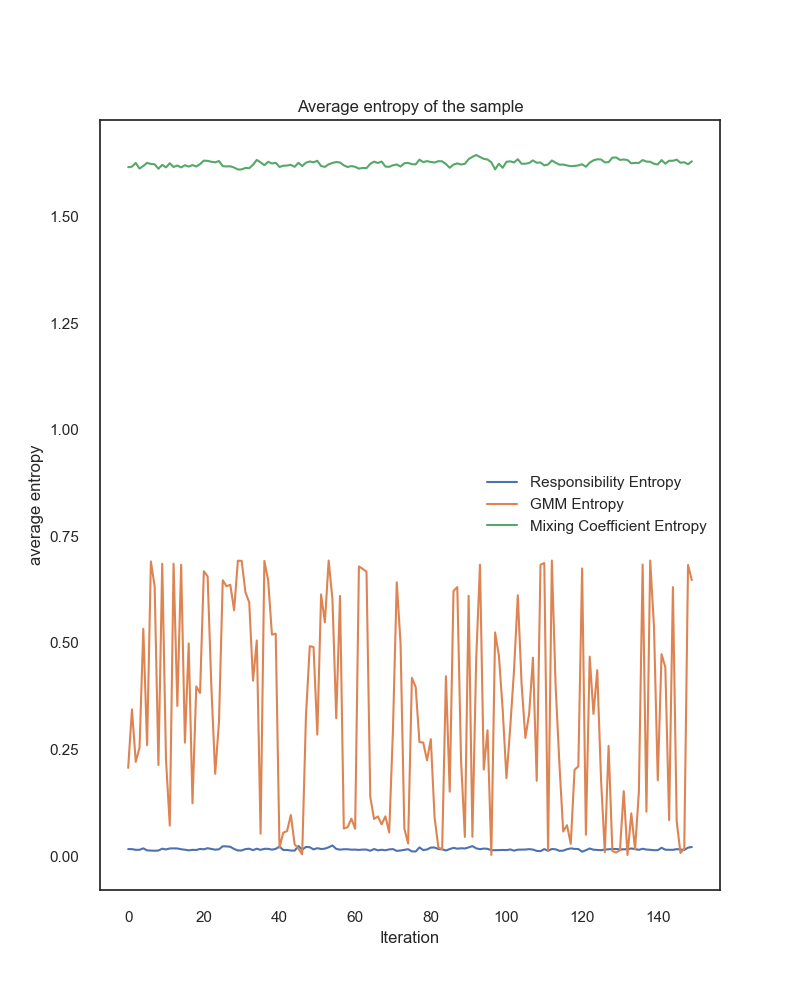 Average entropy of the sample
1.50
1.25
1.00
0.75
0.50
0.25
0.00
average entropy
Responsibility Entropy
GMM Entropy
Mixing Coefficient Entropy
0 20 40 60 80 100 120 140
Iteration